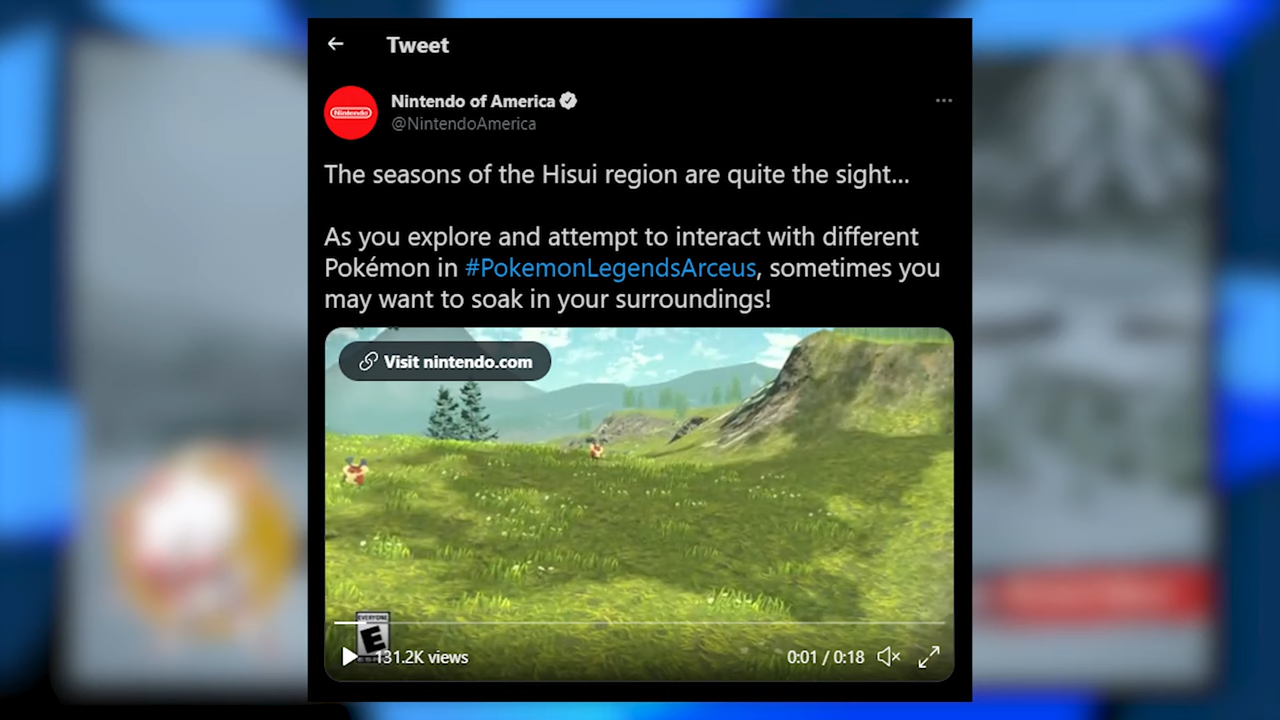 Tweet
Nintendo
Nintendo of America
@NintendoAmerica
The seasons of the Hisui region are quite the sight...
As you explore and attempt to interact with different
Pokémon in #PokemonLegendsArceus, sometimes you
may want to soak in your surroundings!
Visit nintendo.com
EVERYONE
E
131.2K views
0:01 / 0:18